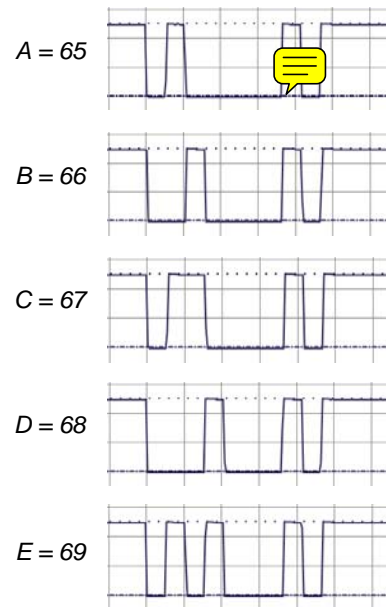 A = 65
B = 66
C = 67
D = 68
E = 69